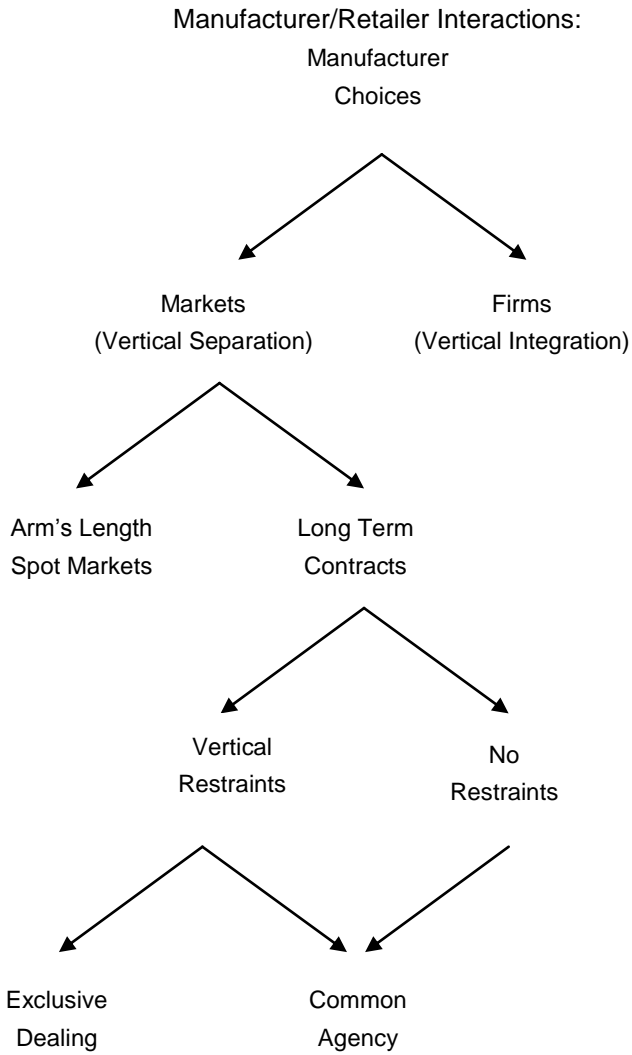 Manufacturer/Retailer Interactions:
Manufacturer
Choices
Markets
(Vertical Separation)
Firms
(Vertical Integration)
Arm’s Length
Spot Markets
Long Term
Contracts
Vertical
Restraints
No
Restraints
Exclusive
Dealing
Common
Agency